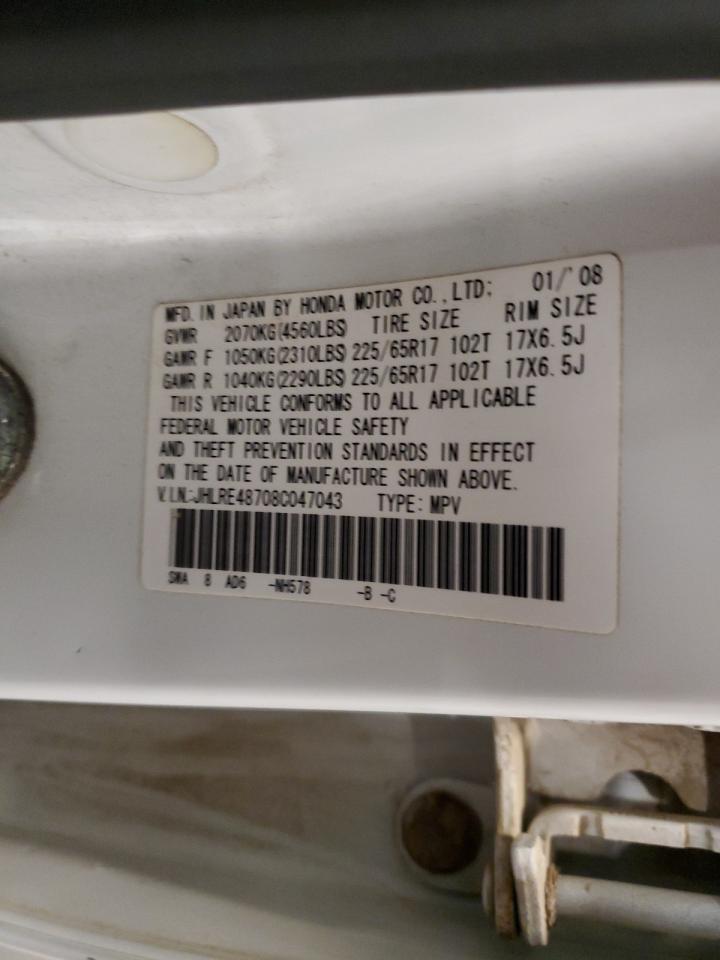 MFD. IN JAPAN BY HONDA MOTOR CO., LTD; 01/'08
GVWR 2070KG(4560LBS) TIRE SIZE RIM SIZE
GAWR F 1050KG(2310LBS) 225/65R17 102T 17X6.5J
GAWR R 1040KG(2290LBS) 225/65R17 102T 17X6.5J
THIS VEHICLE CONFORMS TO ALL APPLICABLE
FEDERAL MOTOR VEHICLE SAFETY
AND THEFT PREVENTION STANDARDS IN EFFECT
ON THE DATE OF MANUFACTURE SHOWN ABOVE.
V.I.N.:JHLRE48708C047043 TYPE: MPV
SWA 8 AD6 -NH578 -B -C